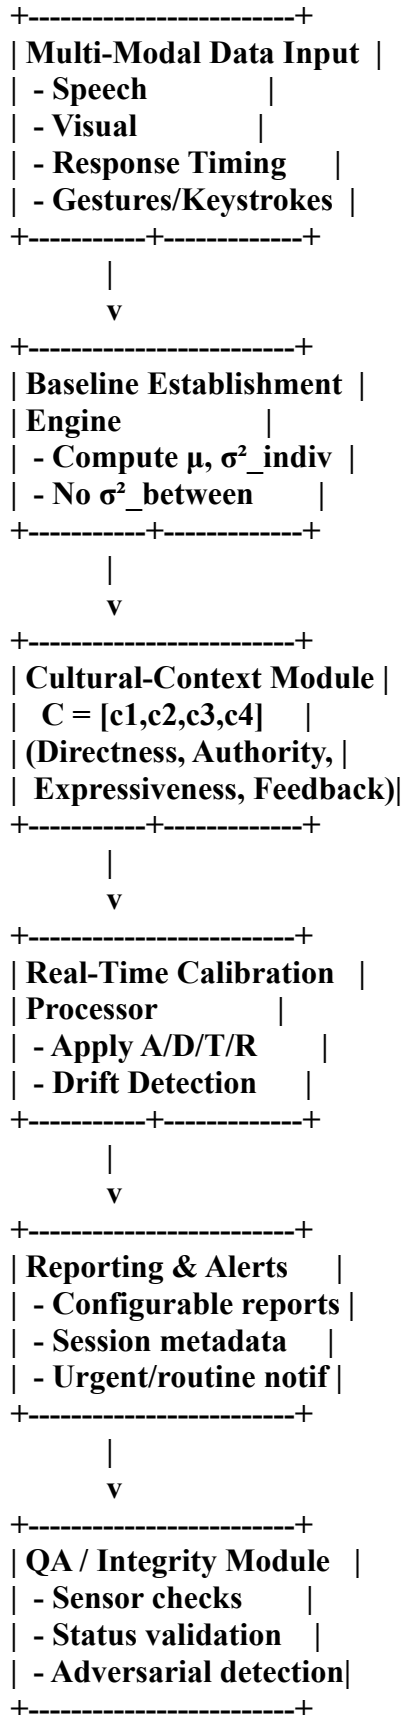 +-------------------------+
| Multi-Modal Data Input |
| - Speech |
| - Visual |
| - Response Timing |
| - Gestures/Keystrokes |
+-----------+-------------+
|
v
+-------------------------+
| Baseline Establishment |
| Engine |
| - Compute μ, σ²_indiv |
| - No σ²_between |
+-----------+-------------+
|
v
+-------------------------+
| Cultural-Context Module |
| C = [c1,c2,c3,c4] |
| (Directness, Authority, |
| Expressiveness, Feedback)|
+-----------+-------------+
|
v
+-------------------------+
| Real-Time Calibration |
| Processor |
| - Apply A/D/T/R |
| - Drift Detection |
+-----------+-------------+
|
v
+-------------------------+
| Reporting & Alerts |
| - Configurable reports |
| - Session metadata |
| - Urgent/routine notif |
+-------------------------+
|
v
+-------------------------+
| QA / Integrity Module |
| - Sensor checks |
| - Status validation |
| - Adversarial detection|
+-------------------------+